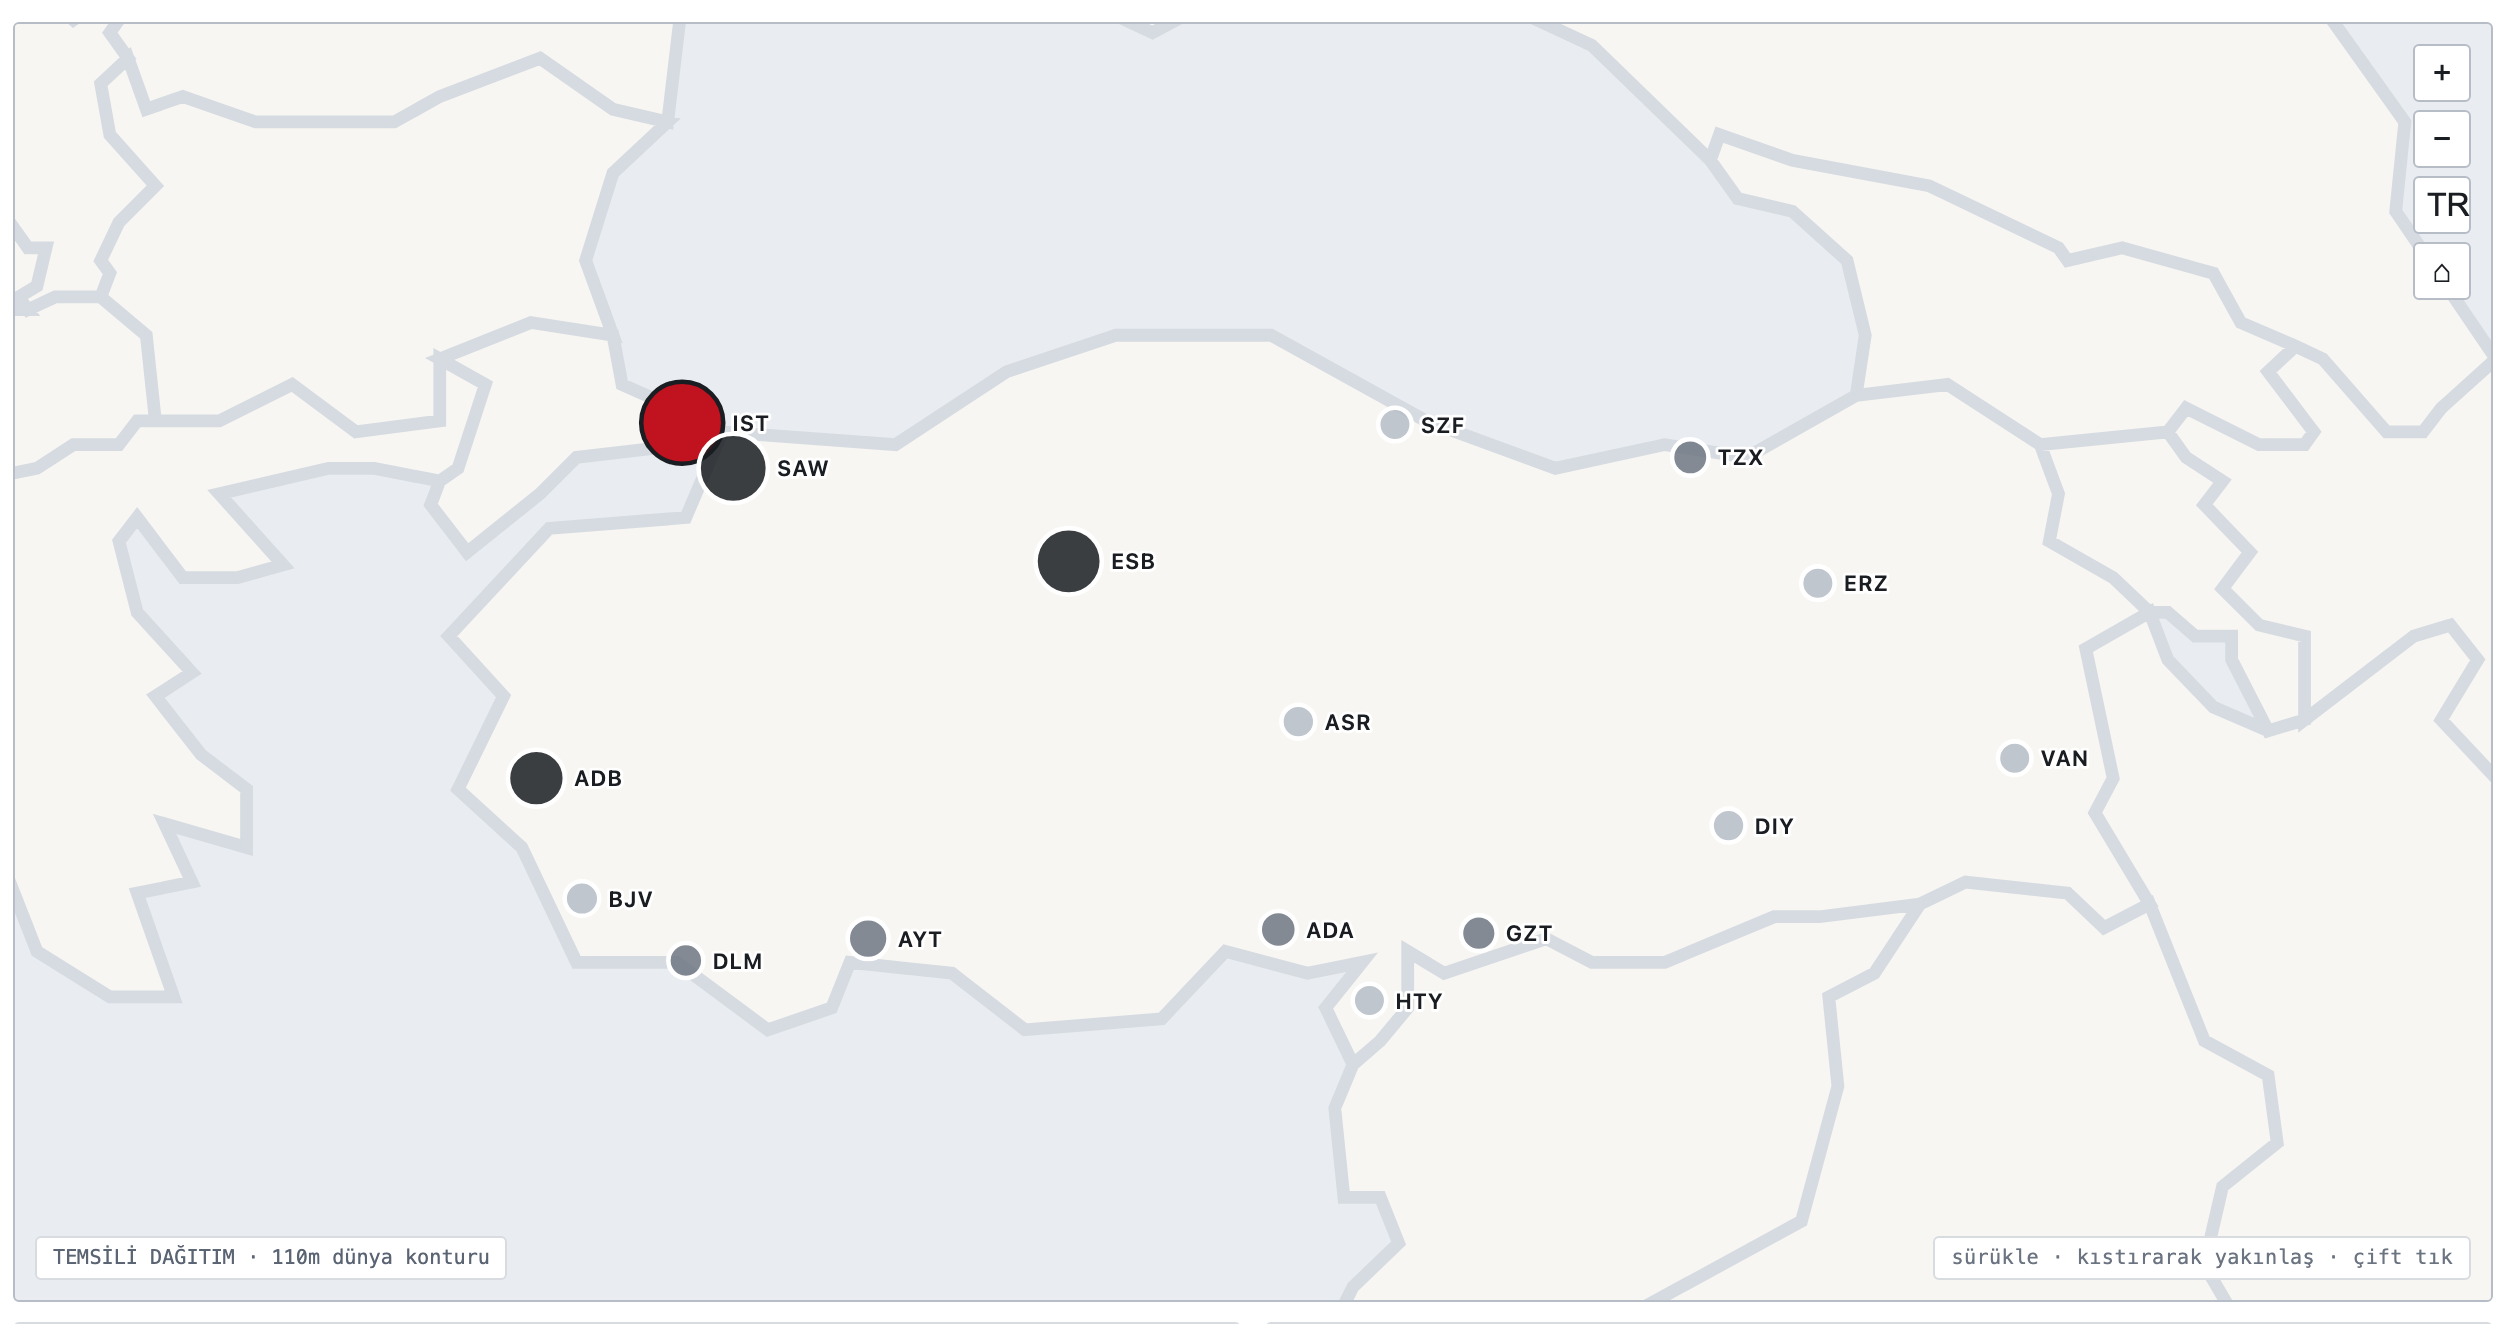 +
−
TR
⌂
IST
SAW
SZF
TZX
ESB
ERZ
ASR
VAN
ADB
DIY
BJV
AYT
ADA
GZT
DLM
HTY
TEMSİLİ DAĞITIM · 110m dünya konturu
sürükle · kıstırarak yakınlaş · çift tık